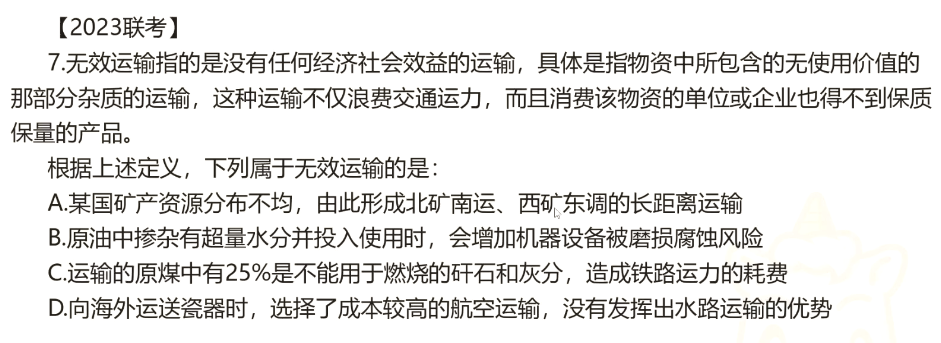 【2023联考】
7.无效运输指的是没有任何经济社会效益的运输，具体是指物资中所包含的无使用价值的
那部分杂质的运输，这种运输不仅浪费交通运力，而且消费该物资的单位或企业也得不到保质
保量的产品。
根据上述定义，下列属于无效运输的是：
A.某国矿产资源分布不均，由此形成北矿南运、西矿东调的长距离运输
B.原油中掺杂有超量水分并投入使用时，会增加机器设备被磨损腐蚀风险
C.运输的原煤中有25%是不能用于燃烧的矸石和灰分，造成铁路运力的耗费
D.向海外运送瓷器时，选择了成本较高的航空运输，没有发挥出水路运输的优势